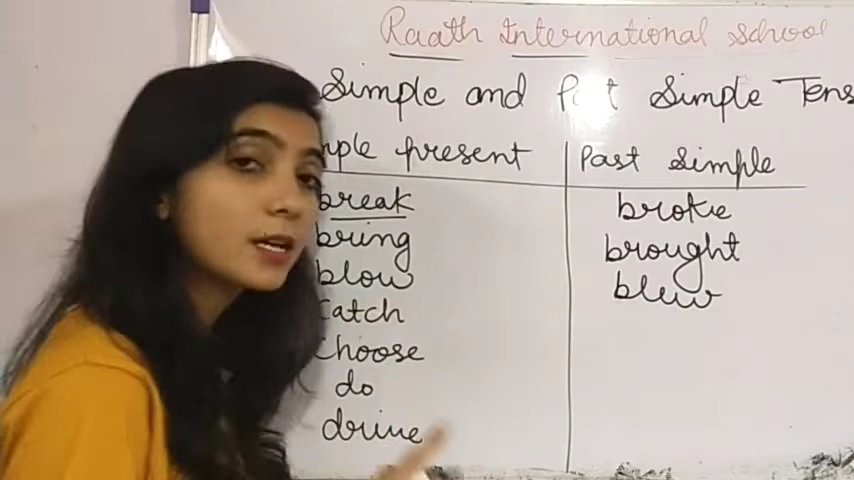 Raath International school
Simple and Simple Tens
present Past simple
break broke
bring brought
blow blew
Catch
Choose
do
drive